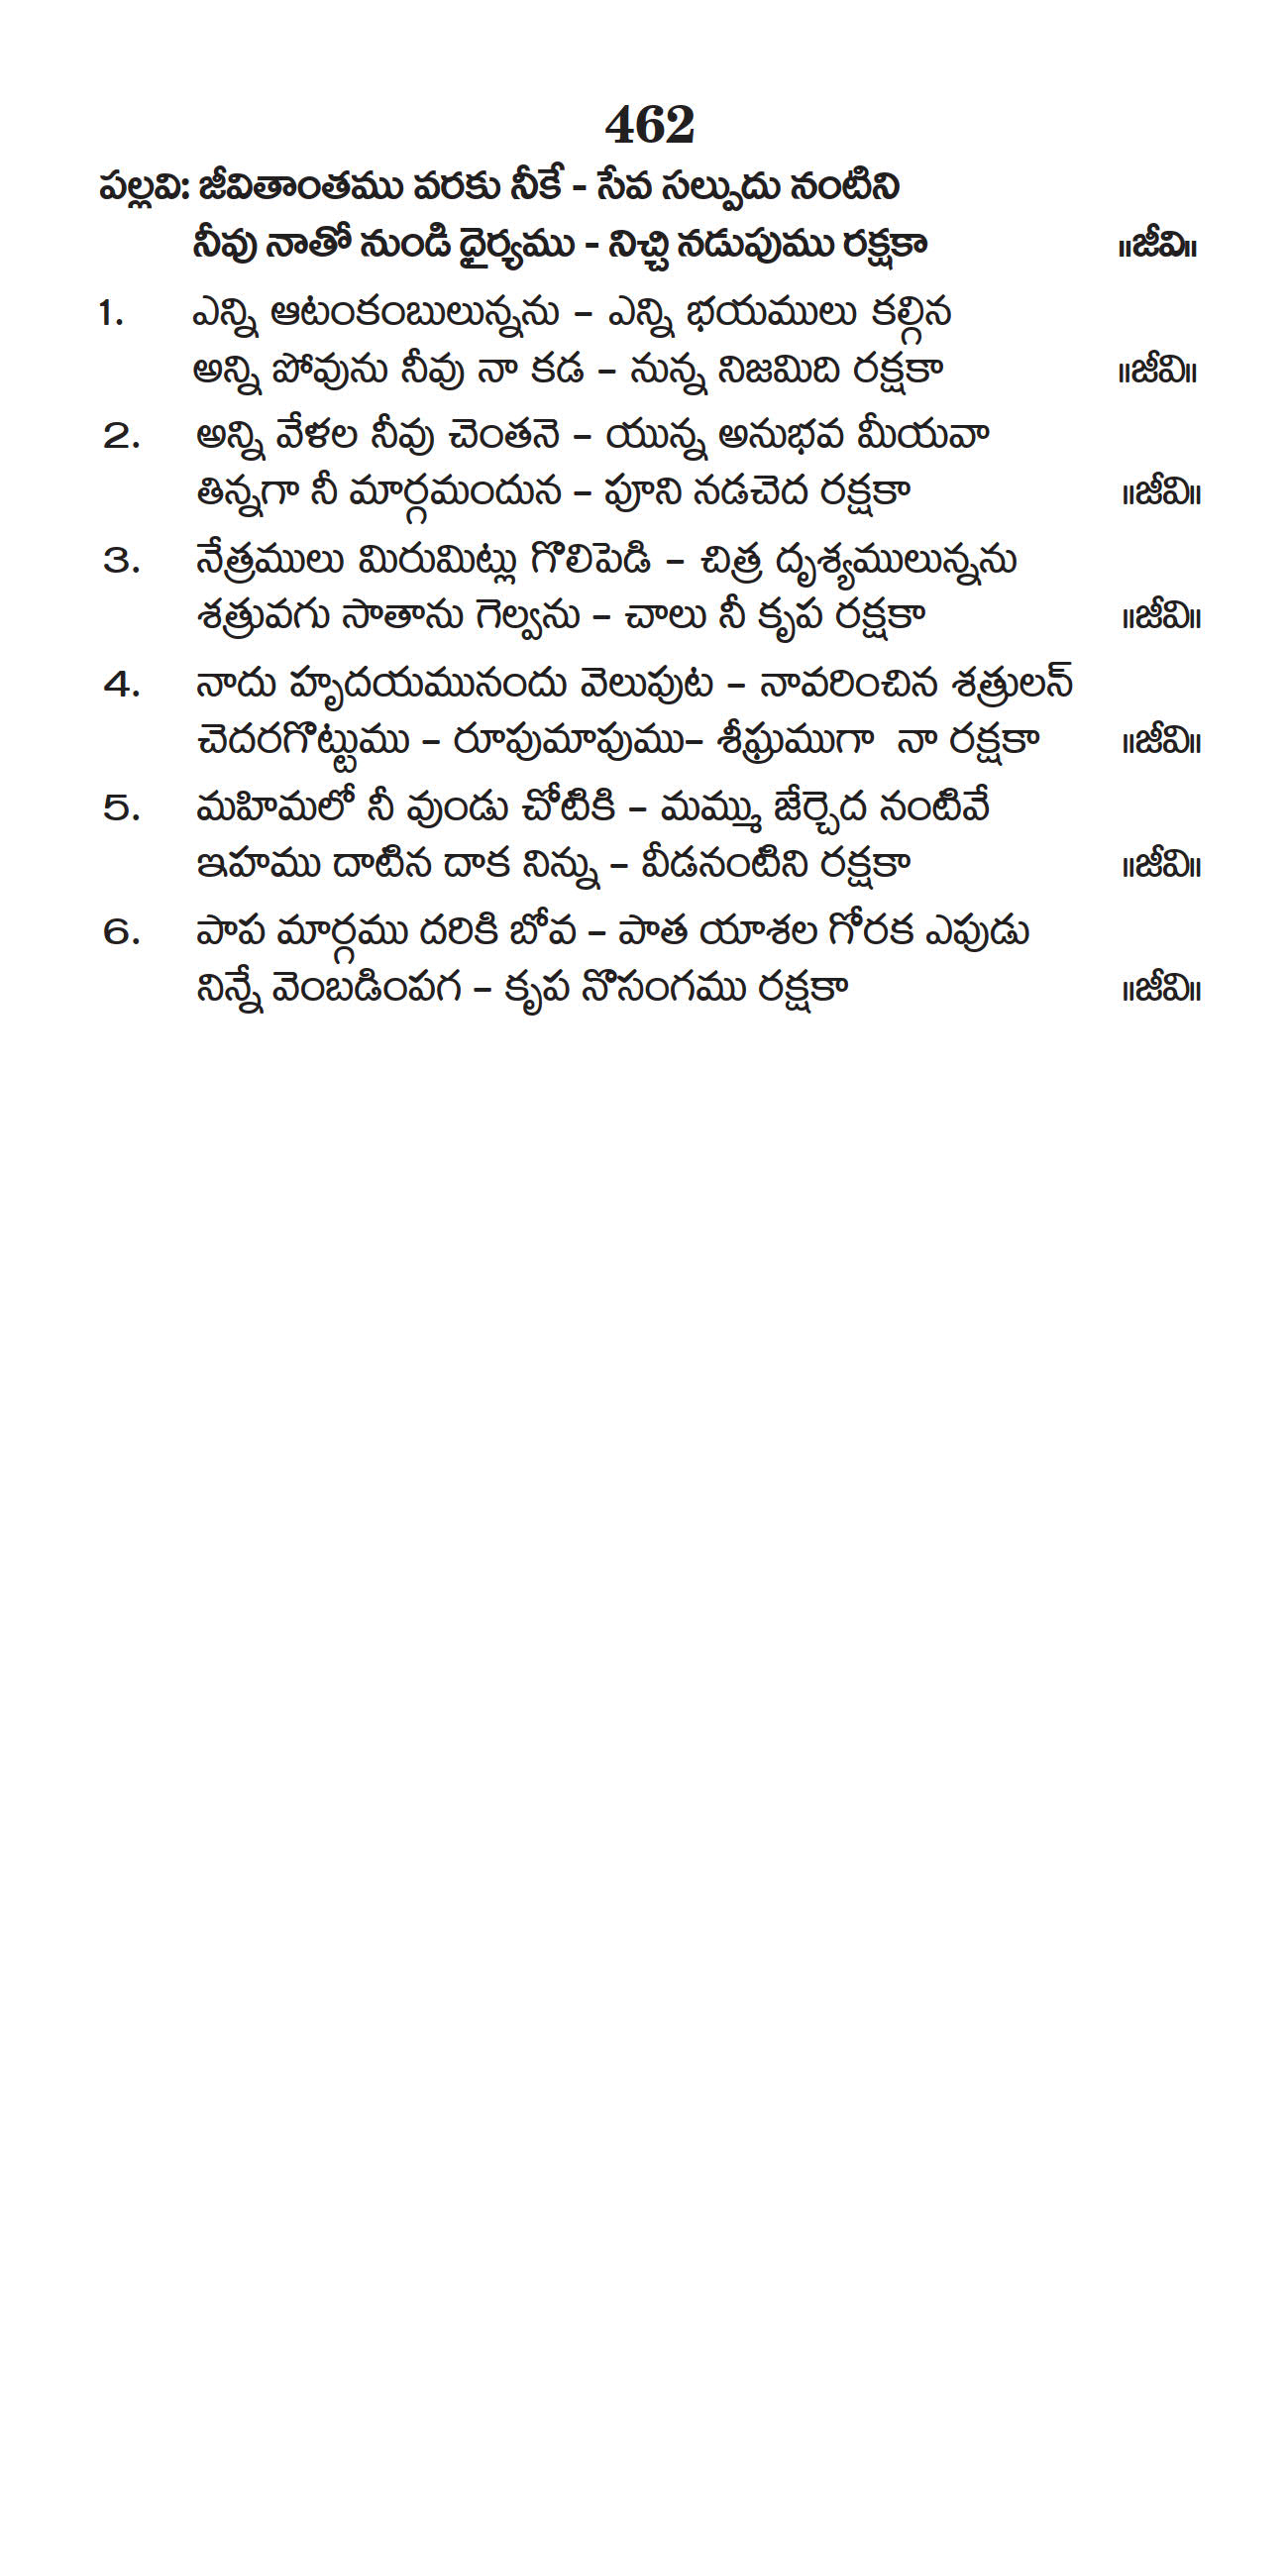 462
పల్లవి: జీవితాంతము వరకు నీకే - సేవ సల్పుదు నంటిని
నీవు నాతో నుండి ధైర్యము - నిచ్చి నడుపుము రక్షకా ॥జీవి॥
1. ఎన్ని ఆటంకంబులున్నను – ఎన్ని భయములు కల్గిన
అన్ని పోవును నీవు నా కడ – నున్న నిజమిది రక్షకా ॥జీవి॥
2. అన్ని వేళల నీవు చెంతనె – యున్న అనుభవ మీయవా
తిన్నగా నీ మార్గమందున – పూని నడచెద రక్షకా ॥జీవి॥
3. నేత్రములు మిరుమిట్లు గొలిపెడి – చిత్ర దృశ్యములున్నను
శత్రువగు సాతాను గెల్వను – చాలు నీ కృప రక్షకా ॥జీవి॥
4. నాదు హృదయమునందు వెలుపుట – నావరించిన శత్రులన్
చెదరగొట్టుము – రూపుమాపుము– శీఘ్రముగా నా రక్షకా ॥జీవి॥
5. మహిమలో నీ వుండు చోటికి – మమ్ము జేర్చెద నంటివే
ఇహము దాటిన దాక నిన్ను – వీడనంటిని రక్షకా ॥జీవి॥
6. పాప మార్గము దరికి బోవ – పాత యాశల గోరక ఎపుడు
నిన్నే వెంబడింపగ – కృప నొసంగము రక్షకా ॥జీవి॥